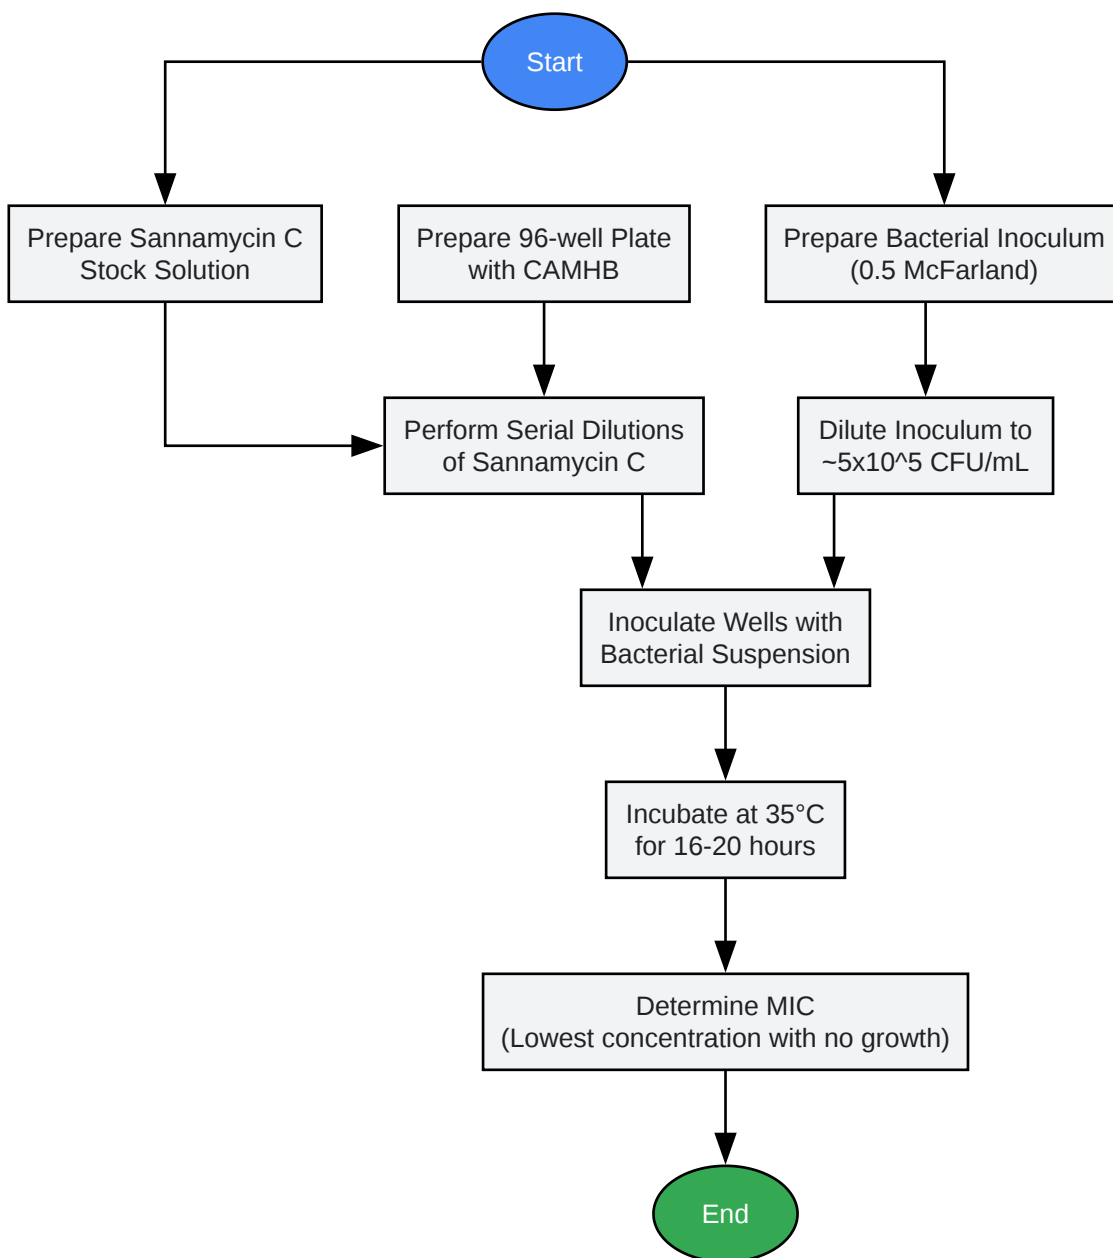 Start
Prepare Sannamycin C
Stock Solution
Prepare 96-well Plate
with CAMHB
Prepare Bacterial Inoculum
(0.5 McFarland)
Perform Serial Dilutions
of Sannamycin C
Dilute Inoculum to
~5x10^5 CFU/mL
Inoculate Wells with
Bacterial Suspension
Incubate at 35°C
for 16-20 hours
Determine MIC
(Lowest concentration with no growth)
End